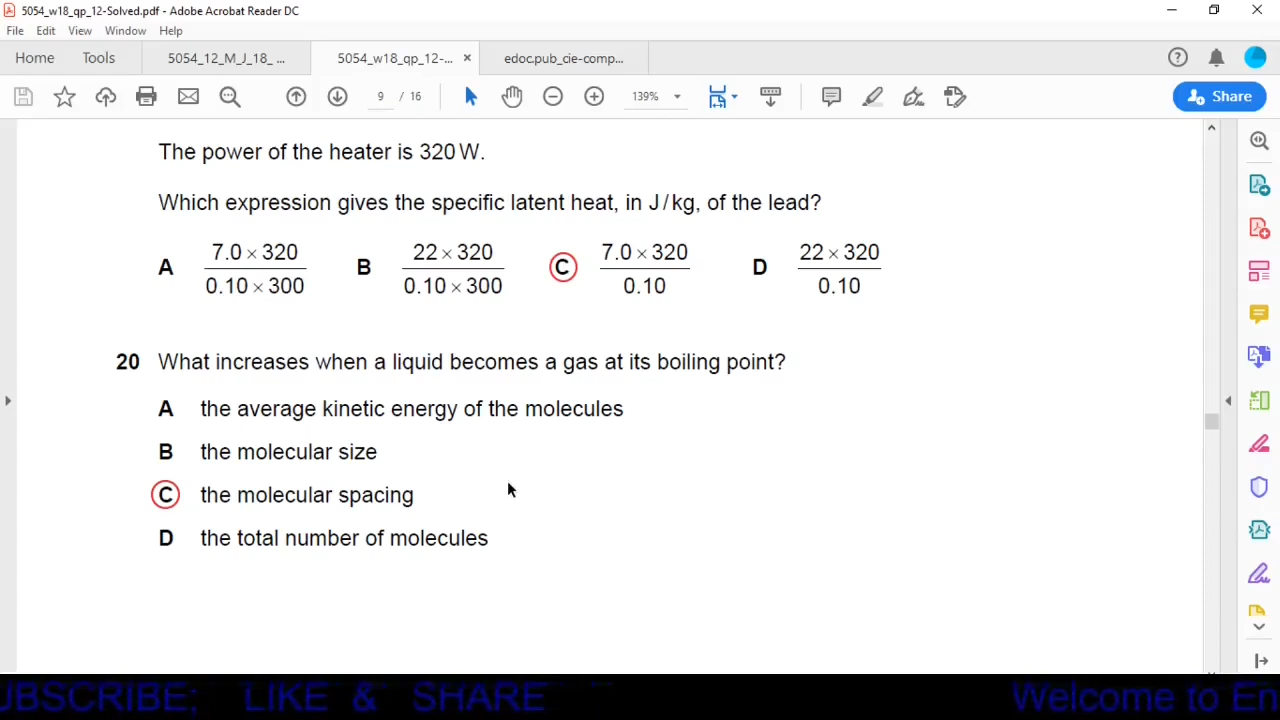 5054_w18_qp_12-Solved.pdf - Adobe Acrobat Reader DC
File Edit View Window Help
Home Tools 5054_12_M_J_18_ ... 5054_w18_qp_12-... × edoc.pub_cie-comp...
9 / 16 139% Share
The power of the heater is 320 W.
Which expression gives the specific latent heat, in J / kg, of the lead?
A 7.0 × 320 / 0.10 × 300 B 22 × 320 / 0.10 × 300 C 7.0 × 320 / 0.10 D 22 × 320 / 0.10
20 What increases when a liquid becomes a gas at its boiling point?
A the average kinetic energy of the molecules
B the molecular size
C the molecular spacing
D the total number of molecules
UBSCRIBE; LIKE & SHARE Welcome to En